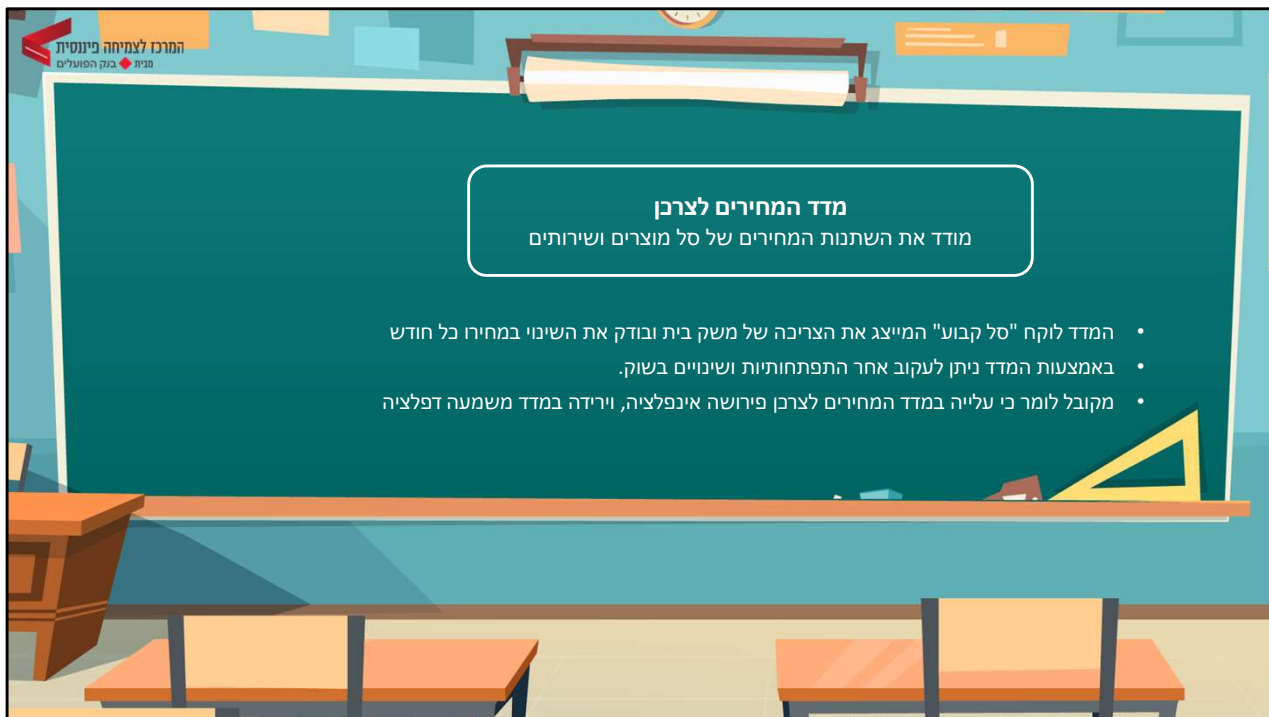 המרכז לצמיחה פיננסית
מבית בנק הפועלים
מדד המחירים לצרכן
מודד את השתנות המחירים של סל מוצרים ושירותים
• המדד לוקח "סל קבוע" המייצג את הצריכה של משק בית ובודק את השינוי במחירו כל חודש
• באמצעות המדד ניתן לעקוב אחר התפתחותיות ושינויים בשוק.
• מקובל לומר כי עלייה במדד המחירים לצרכן פירושה אינפלציה, וירידה במדד משמעה דפלציה